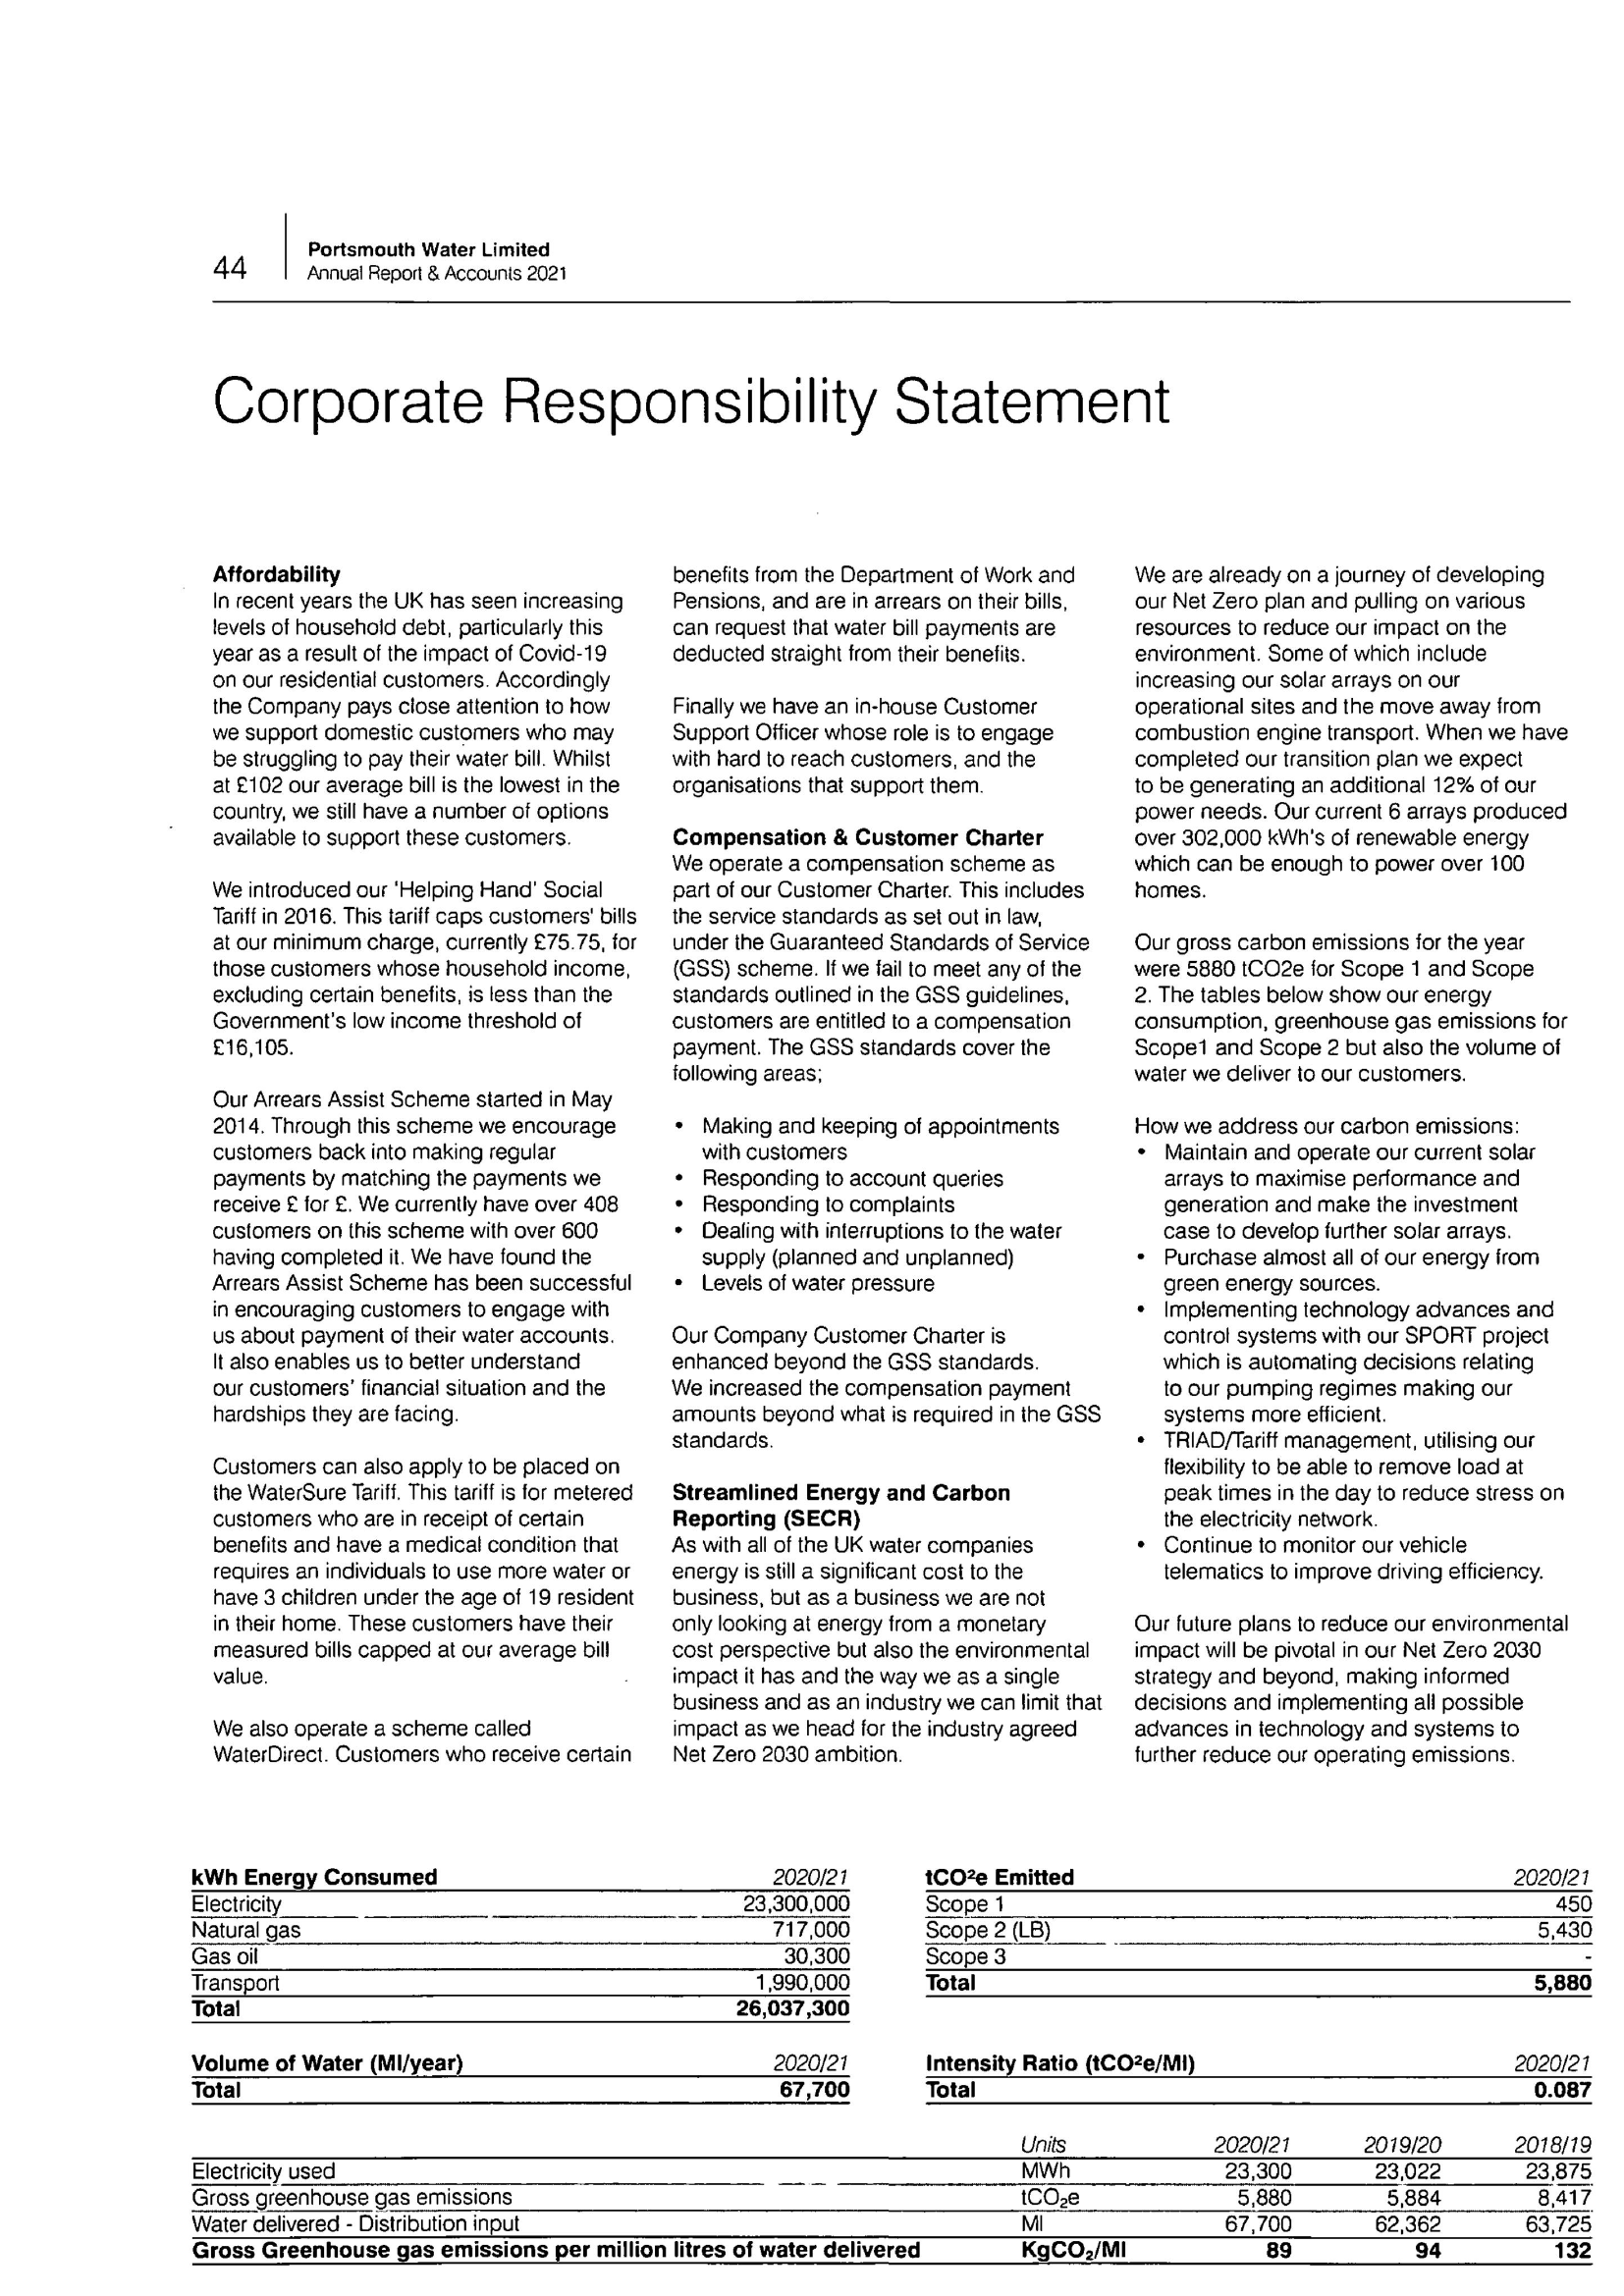 44
Portsmouth Water Limited
Annual Report & Accounts 2021
Corporate Responsibility Statement
Affordability
In recent years the UK has seen increasing
levels of household debt, particularly this
year as a result of the impact of Covid-19
on our residential customers. Accordingly
the Company pays close attention to how
we support domestic customers who may
be struggling to pay their water bill. Whilst
at £102 our average bill is the lowest in the
country, we still have a number of options
available to support these customers.
We introduced our 'Helping Hand' Social
Tariff in 2016. This tariff caps customers' bills
at our minimum charge, currently £75.75, for
those customers whose household income,
excluding certain benefits, is less than the
Government's low income threshold of
£16,105.
Our Arrears Assist Scheme started in May
2014. Through this scheme we encourage
customers back into making regular
payments by matching the payments we
receive £ for £. We currently have over 408
customers on this scheme with over 600
having completed it. We have found the
Arrears Assist Scheme has been successful
in encouraging customers to engage with
us about payment of their water accounts.
It also enables us to better understand
our customers' financial situation and the
hardships they are facing.
Customers can also apply to be placed on
the WaterSure Tariff. This tariff is for metered
customers who are in receipt of certain
benefits and have a medical condition that
requires an individuals to use more water or
have 3 children under the age of 19 resident
in their home. These customers have their
measured bills capped at our average bill
value.
We also operate a scheme called
WaterDirect. Customers who receive certain
benefits from the Department of Work and
Pensions, and are in arrears on their bills,
can request that water bill payments are
deducted straight from their benefits.
Finally we have an in-house Customer
Support Officer whose role is to engage
with hard to reach customers, and the
organisations that support them.
Compensation & Customer Charter
We operate a compensation scheme as
part of our Customer Charter. This includes
the service standards as set out in law,
under the Guaranteed Standards of Service
(GSS) scheme. If we fail to meet any of the
standards outlined in the GSS guidelines,
customers are entitled to a compensation
payment. The GSS standards cover the
following areas;
• Making and keeping of appointments
with customers
• Responding to account queries
• Responding to complaints
• Dealing with interruptions to the water
supply (planned and unplanned)
• Levels of water pressure
Our Company Customer Charter is
enhanced beyond the GSS standards.
We increased the compensation payment
amounts beyond what is required in the GSS
standards.
Streamlined Energy and Carbon
Reporting (SECR)
As with all of the UK water companies
energy is still a significant cost to the
business, but as a business we are not
only looking at energy from a monetary
cost perspective but also the environmental
impact it has and the way we as a single
business and as an industry we can limit that
impact as we head for the industry agreed
Net Zero 2030 ambition.
We are already on a journey of developing
our Net Zero plan and pulling on various
resources to reduce our impact on the
environment. Some of which include
increasing our solar arrays on our
operational sites and the move away from
combustion engine transport. When we have
completed our transition plan we expect
to be generating an additional 12% of our
power needs. Our current 6 arrays produced
over 302,000 kWh's of renewable energy
which can be enough to power over 100
homes.
Our gross carbon emissions for the year
were 5880 tCO2e for Scope 1 and Scope
2. The tables below show our energy
consumption, greenhouse gas emissions for
Scope1 and Scope 2 but also the volume of
water we deliver to our customers.
How we address our carbon emissions:
• Maintain and operate our current solar
arrays to maximise performance and
generation and make the investment
case to develop further solar arrays.
• Purchase almost all of our energy from
green energy sources.
• Implementing technology advances and
control systems with our SPORT project
which is automating decisions relating
to our pumping regimes making our
systems more efficient.
• TRIAD/Tariff management, utilising our
flexibility to be able to remove load at
peak times in the day to reduce stress on
the electricity network.
• Continue to monitor our vehicle
telematics to improve driving efficiency.
Our future plans to reduce our environmental
impact will be pivotal in our Net Zero 2030
strategy and beyond, making informed
decisions and implementing all possible
advances in technology and systems to
further reduce our operating emissions.
kWh Energy Consumed 2020/21
Electricity 23,300,000
Natural gas 717,000
Gas oil 30,300
Transport 1,990,000
Total 26,037,300
tCO²e Emitted 2020/21
Scope 1 450
Scope 2 (LB) 5,430
Scope 3 -
Total 5,880
Volume of Water (Ml/year) 2020/21
Total 67,700
Intensity Ratio (tCO²e/Ml) 2020/21
Total 0.087
Units 2020/21 2019/20 2018/19
Electricity used MWh 23,300 23,022 23,875
Gross greenhouse gas emissions tCO₂e 5,880 5,884 8,417
Water delivered - Distribution input Ml 67,700 62,362 63,725
Gross Greenhouse gas emissions per million litres of water delivered KgCO₂/Ml 89 94 132